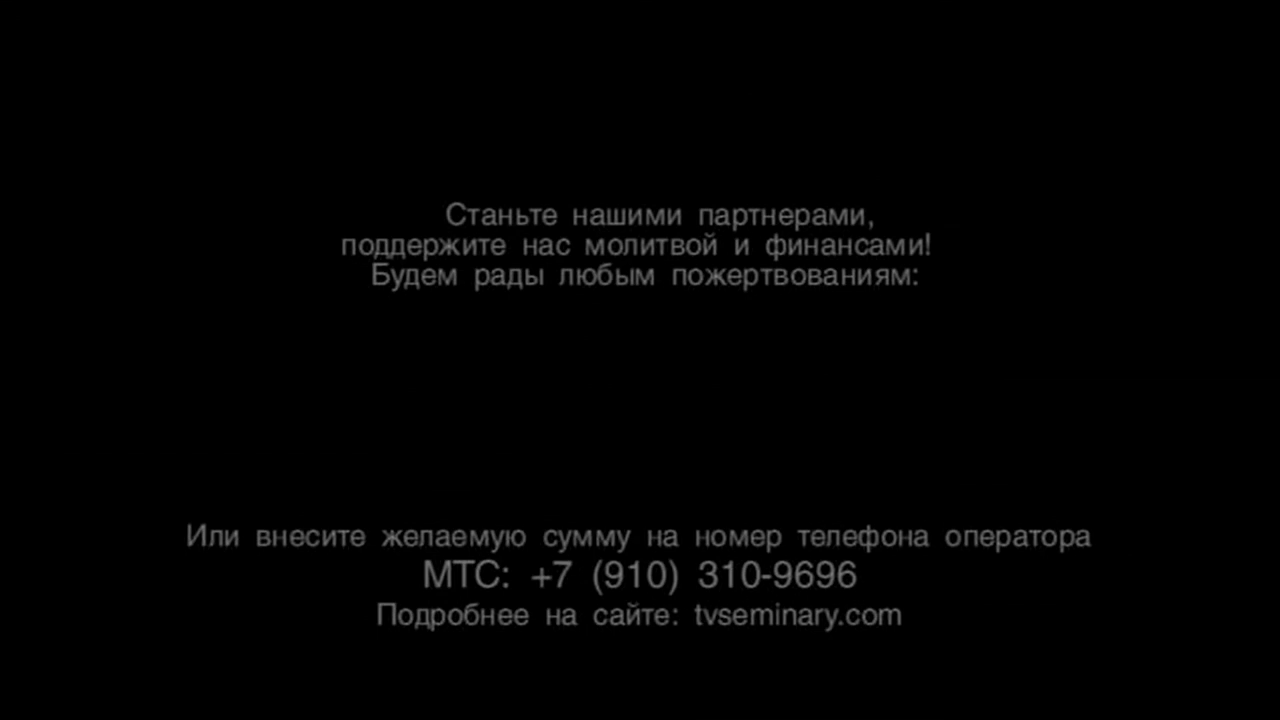 Станьте нашими партнерами,
поддержите нас молитвой и финансами!
Будем рады любым пожертвованиям:
Или внесите желаемую сумму на номер телефона оператора
МТС: +7 (910) 310-9696
Подробнее на сайте: tvseminary.com